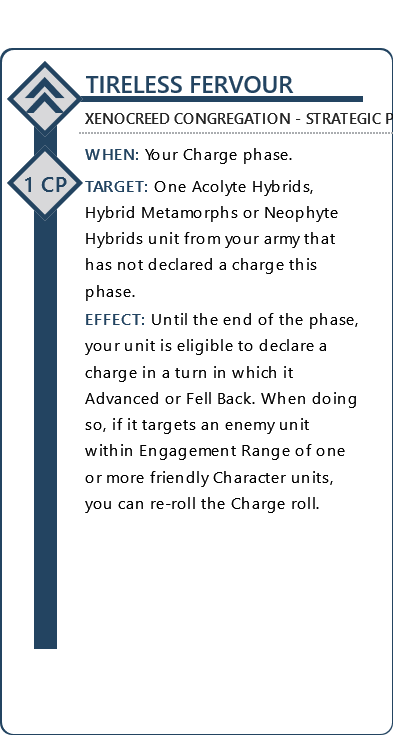 TIRELESS FERVOUR
XENOCREED CONGREGATION - STRATEGIC P
1 CP
WHEN: Your Charge phase.
TARGET: One Acolyte Hybrids,
Hybrid Metamorphs or Neophyte
Hybrids unit from your army that
has not declared a charge this
phase.
EFFECT: Until the end of the phase,
your unit is eligible to declare a
charge in a turn in which it
Advanced or Fell Back. When doing
so, if it targets an enemy unit
within Engagement Range of one
or more friendly Character units,
you can re-roll the Charge roll.